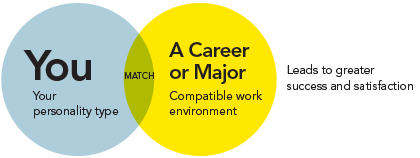 You
Your
personality type
MATCH
A Career
or Major
Compatible work
environment
Leads to greater
success and satisfaction